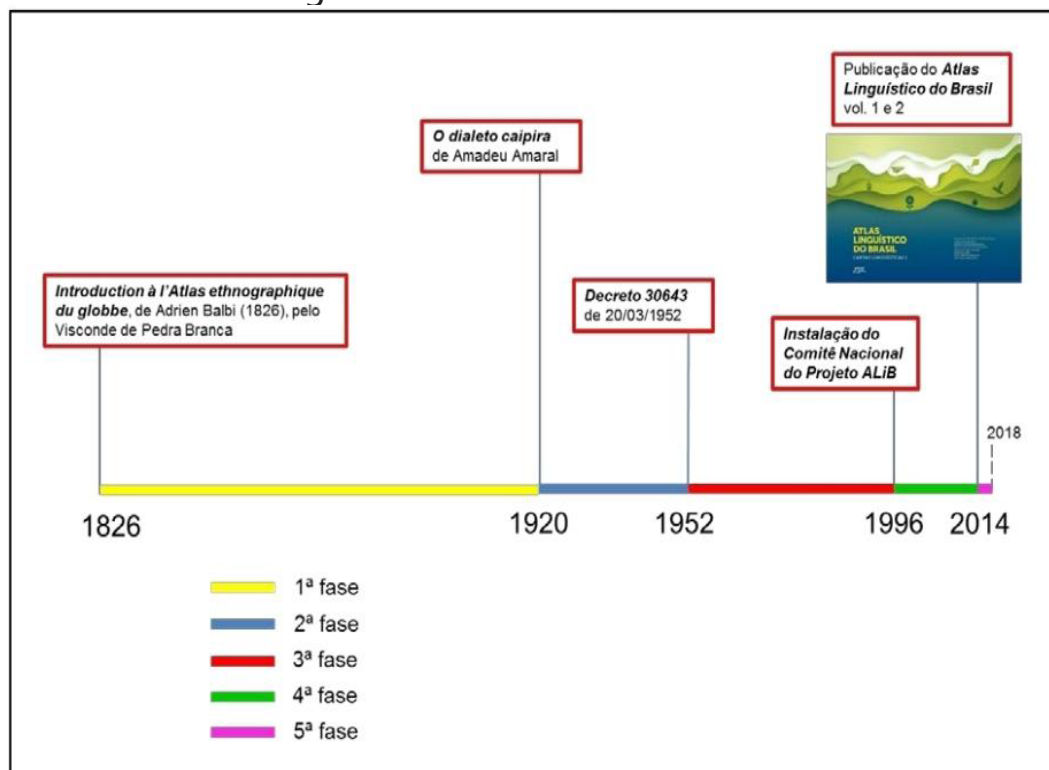 Publicação do Atlas
Linguístico do Brasil
vol. 1 e 2
O dialeto caipira
de Amadeu Amaral
ATLAS
LINGUÍSTICO
DO BRASIL
Introduction à l'Atlas ethnographique
du globbe, de Adrien Balbi (1826), pelo
Visconde de Pedra Branca
Decreto 30643
de 20/03/1952
Instalação do
Comitê Nacional
do Projeto ALiB
2018
1826
1920
1952
1996
2014
1ª fase
2ª fase
3ª fase
4ª fase
5ª fase